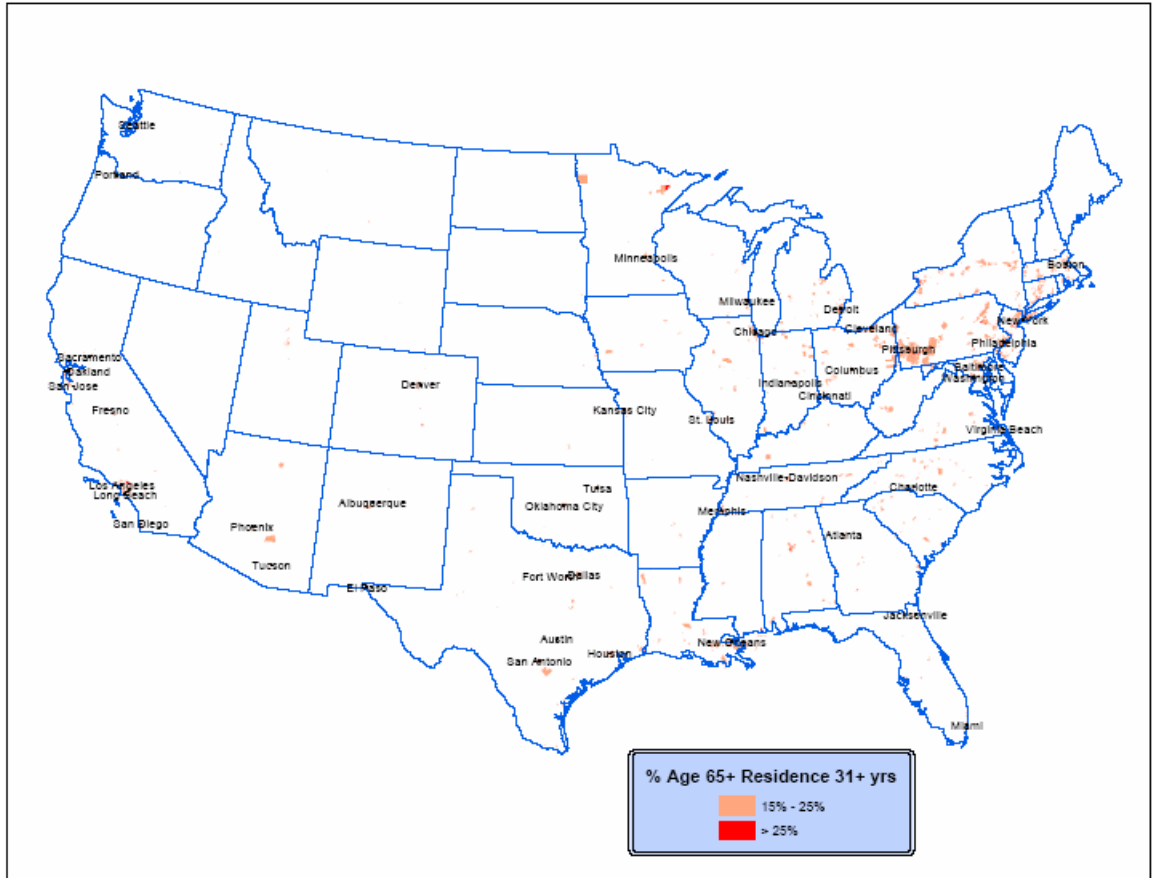 Seattle
Portland
Minneapolis
Boston
Milwaukee
Detroit
New York
Chicago
Cleveland
Philadelphia
Pittsburgh
Sacramento
Oakland
San Jose
Denver
Columbus
Baltimore
Washington
Indianapolis
Cincinnati
Fresno
Kansas City
St. Louis
Virginia Beach
Nashville-Davidson
Los Angeles
Long Beach
Tulsa
Charlotte
Albuquerque
Oklahoma City
Memphis
San Diego
Phoenix
Atlanta
Tucson
Fort Worth
Dallas
El Paso
Jacksonville
Austin
New Orleans
San Antonio
Houston
Miami
% Age 65+ Residence 31+ yrs
15% - 25%
> 25%